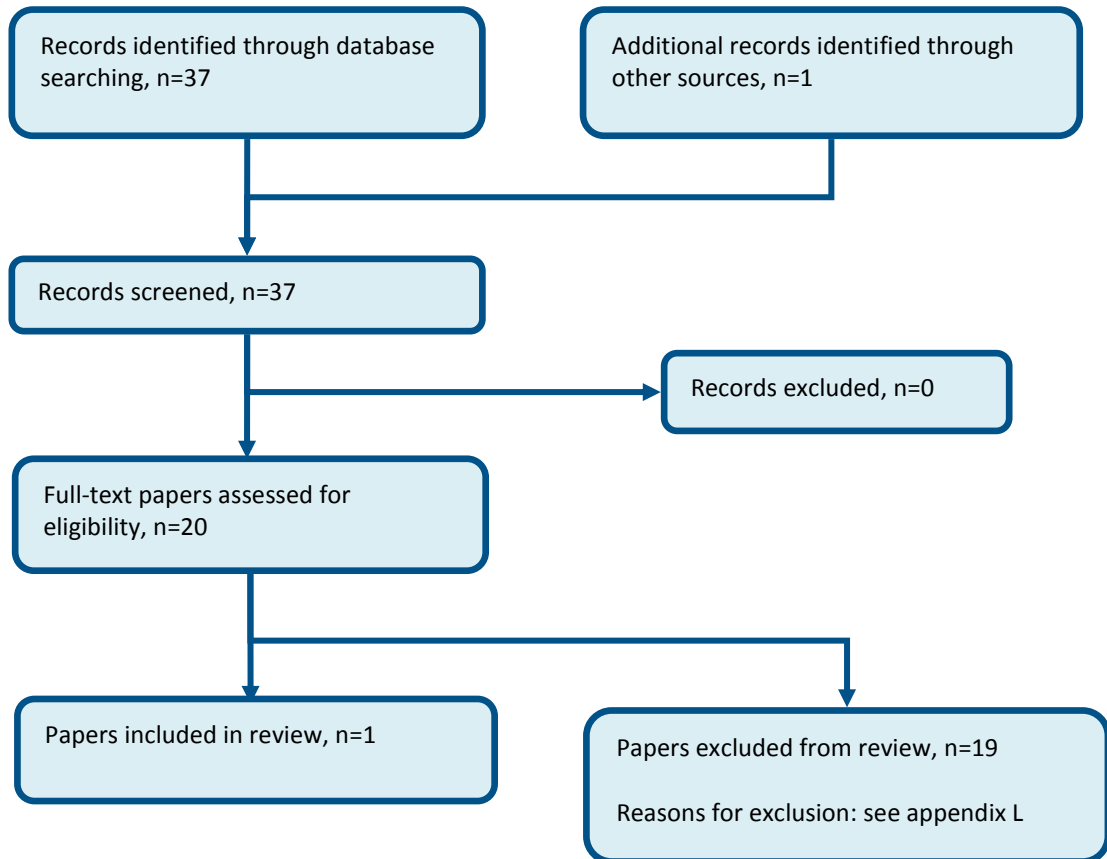 Records identified through database
searching, n=37
Additional records identified through
other sources, n=1
Records screened, n=37
Records excluded, n=0
Full-text papers assessed for
eligibility, n=20
Papers included in review, n=1
Papers excluded from review, n=19
Reasons for exclusion: see appendix L